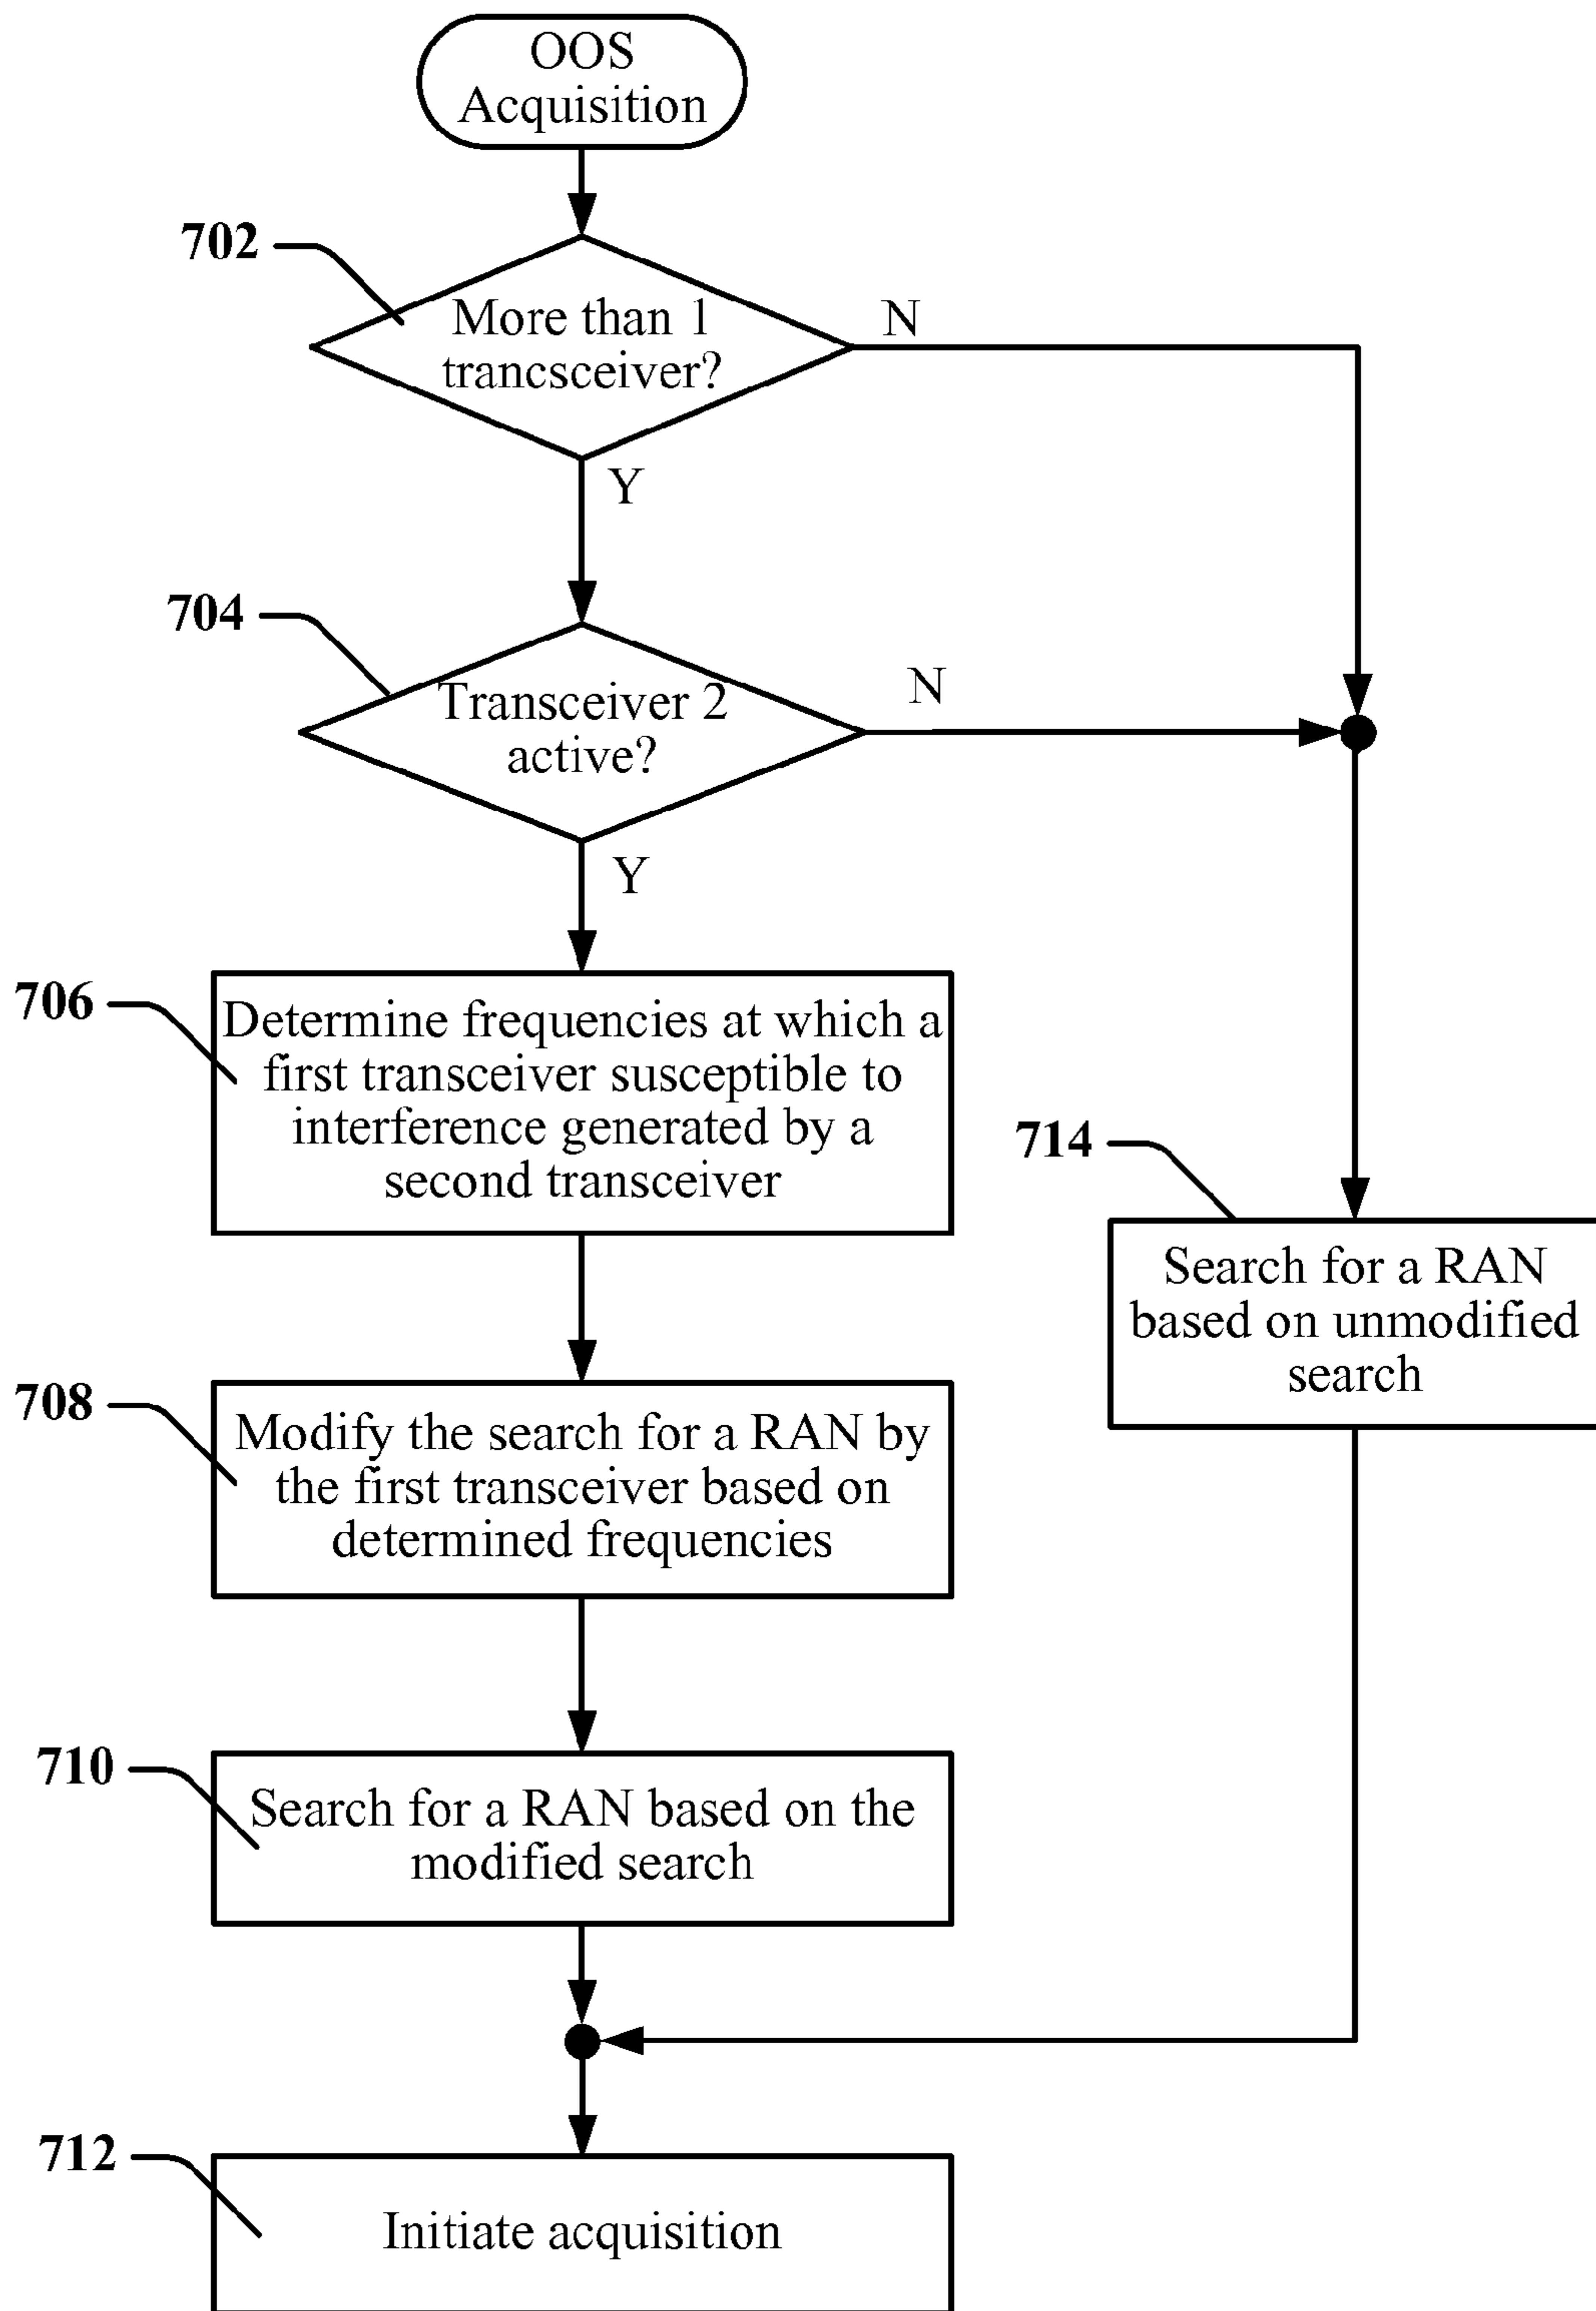 OOS
Acquisition
702
More than 1
trancsceiver?
N
Y
704
Transceiver 2
active?
N
Y
706
Determine frequencies at which a
first transceiver susceptible to
interference generated by a
second transceiver
714
Search for a RAN
based on unmodified
search
708
Modify the search for a RAN by
the first transceiver based on
determined frequencies
710
Search for a RAN based on the
modified search
712
Initiate acquisition